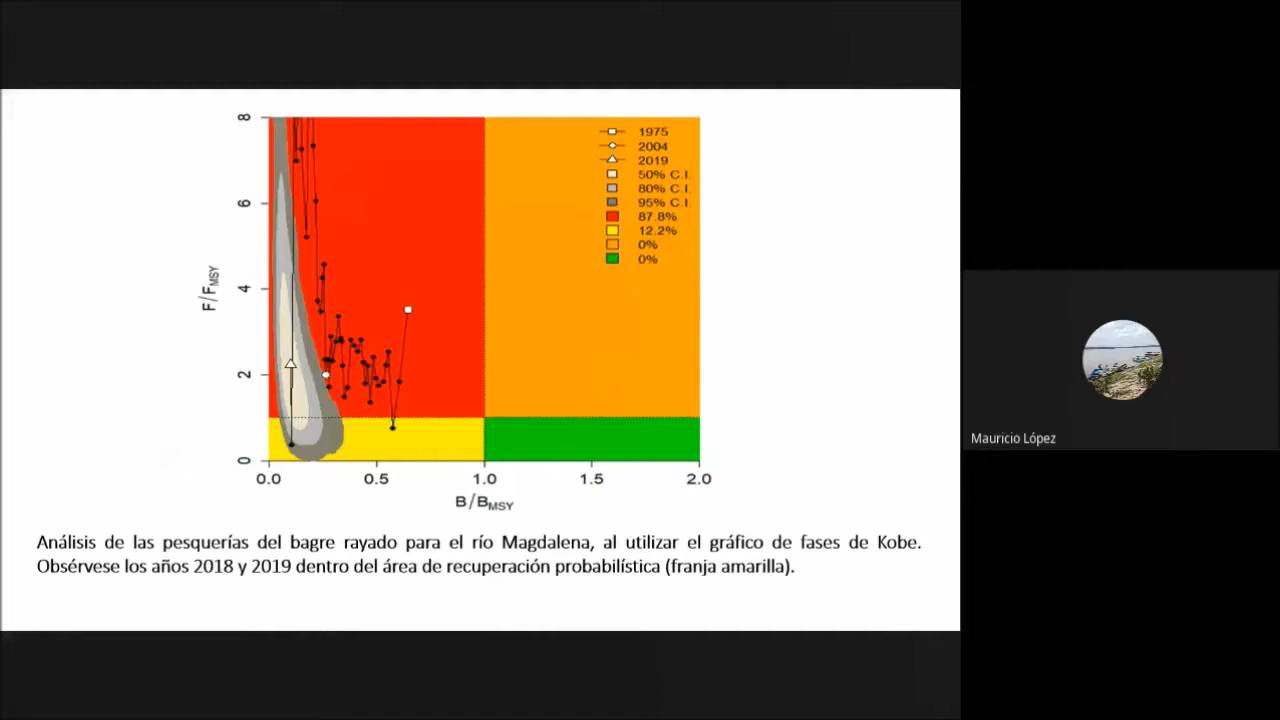 8
6
4
2
0
F/FMSY
1975
2004
2019
50% C.I.
80% C.I.
95% C.I.
87.8%
12.2%
0%
0%
0.0 0.5 1.0 1.5 2.0
B/BMSY
Análisis de las pesquerías del bagre rayado para el río Magdalena, al utilizar el gráfico de fases de Kobe.
Obsérvese los años 2018 y 2019 dentro del área de recuperación probabilística (franja amarilla).
Mauricio López